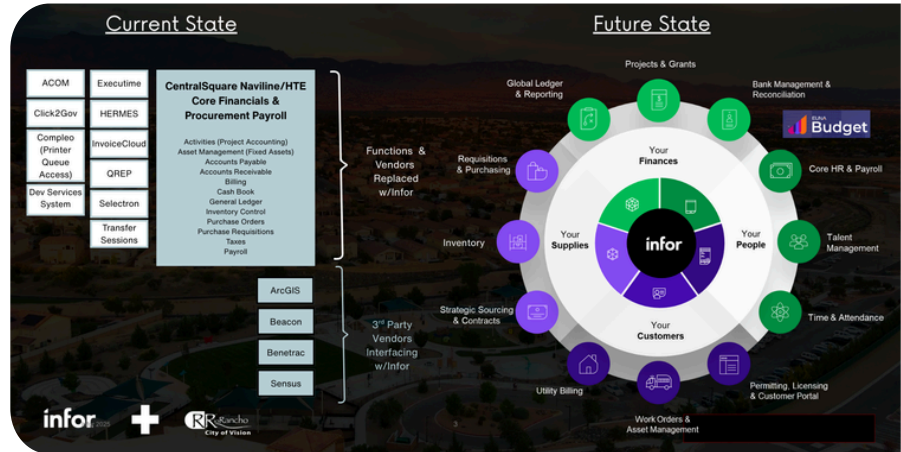 Current State
ACOM
Click2Gov
Compleo
(Printer
Queue
Access)
Dev Services
System
Executime
HERMES
InvoiceCloud
QREP
Selectron
Transfer
Sessions
CentralSquare Naviline/HTE
Core Financials &
Procurement Payroll
Activities (Project Accounting)
Asset Management (Fixed Assets)
Accounts Payable
Accounts Receivable
Billing
Cash Book
General Ledger
Inventory Control
Purchase Orders
Purchase Requisitions
Taxes
Payroll
Functions &
Vendors
Replaced
w/Infor
ArcGIS
Beacon
Benetrac
Sensus
3rd Party
Vendors
Interfacing
w/Infor
Future State
Projects & Grants
Global Ledger
& Reporting
Bank Management &
Reconciliation
EUNA
Budget
Requisitions
& Purchasing
Core HR & Payroll
Inventory
Talent
Management
Strategic Sourcing
& Contracts
Time & Attendance
Utility Billing
Permitting, Licensing
& Customer Portal
Work Orders &
Asset Management
Your
Finances
Your
Supplies
Your
People
Your
Customers
infor
infor
2025
Rio Rancho
City of Vision
3